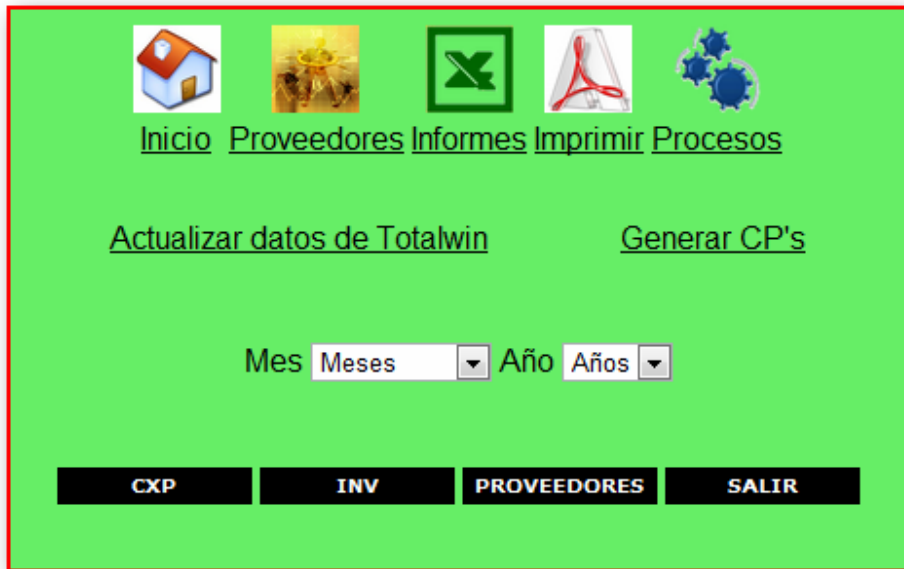 Inicio Proveedores Informes Imprimir Procesos
Actualizar datos de Totalwin Generar CP's
Mes Meses Año Años
CXP INV PROVEEDORES SALIR